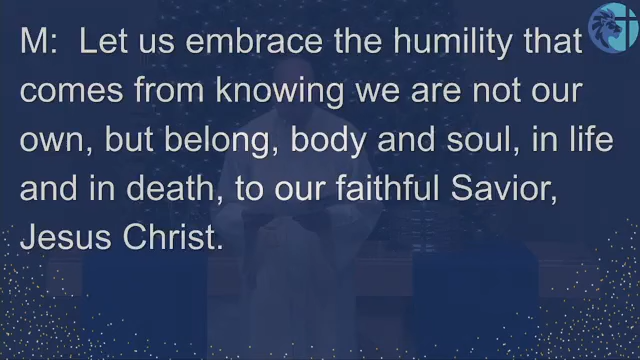 M:  Let us embrace the humility that
comes from knowing we are not our
own, but belong, body and soul, in life
and in death, to our faithful Savior,
Jesus Christ.